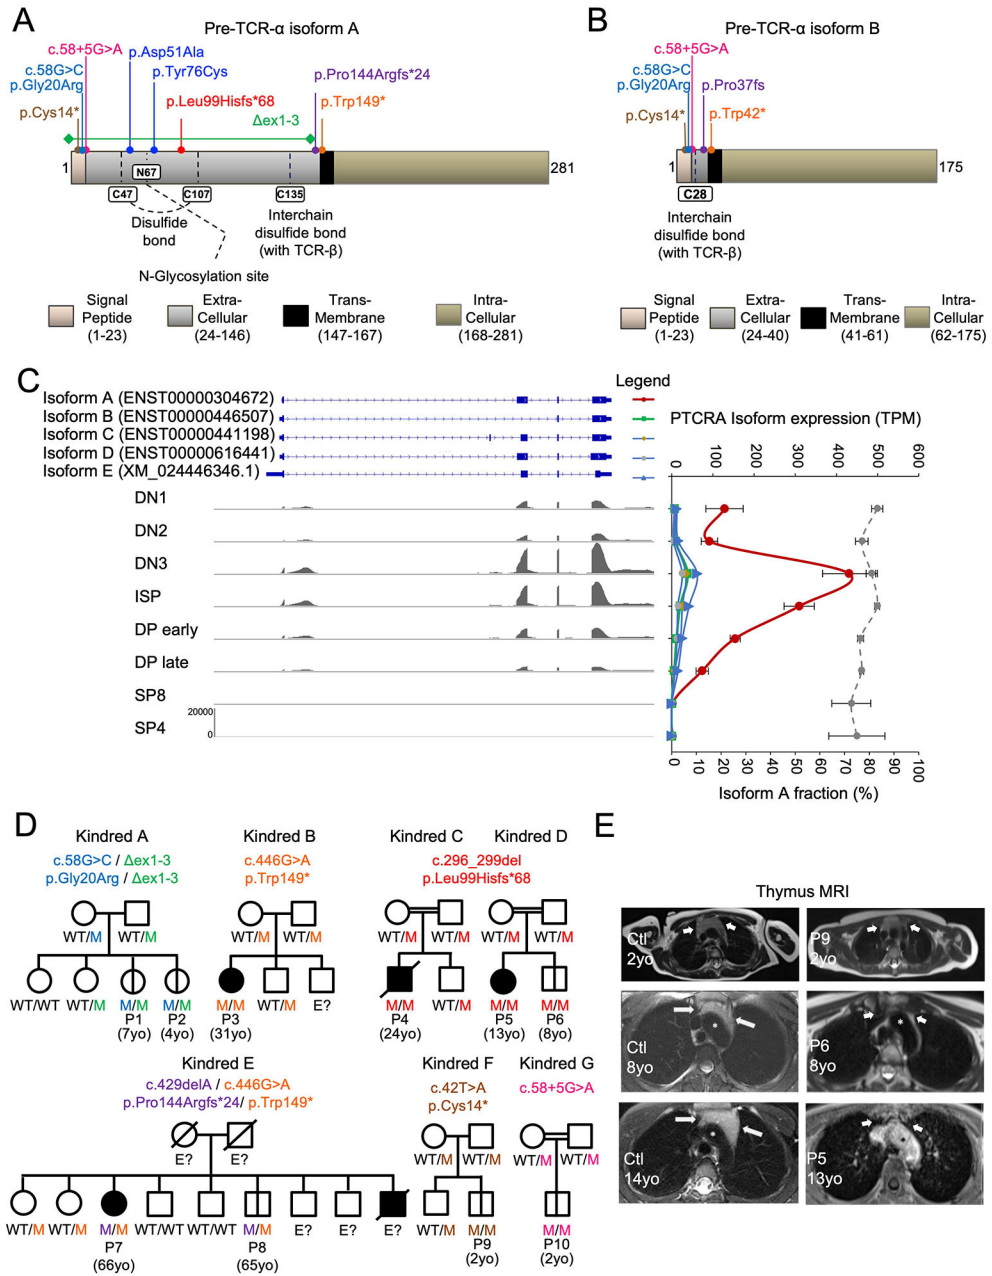 A
Pre-TCR-α isoform A
c.58+5G>A
p.Asp51Ala
c.58G>C
p.Tyr76Cys
p.Pro144Argfs*24
p.Gly20Arg
p.Leu99Hisfs*68
p.Trp149*
p.Cys14*
Δex1-3
1
281
N67
C47
C107
C135
Disulfide
bond
Interchain
disulfide bond
(with TCR-β)
N-Glycosylation site
Signal
Peptide
(1-23)
Extra-
Cellular
(24-146)
Trans-
Membrane
(147-167)
Intra-
Cellular
(168-281)
B
Pre-TCR-α isoform B
c.58+5G>A
c.58G>C
p.Gly20Arg
p.Pro37fs
p.Cys14*
p.Trp42*
1
175
C28
Interchain
disulfide bond
(with TCR-β)
Signal
Peptide
(1-23)
Extra-
Cellular
(24-40)
Trans-
Membrane
(41-61)
Intra-
Cellular
(62-175)
C
Legend
Isoform A (ENST00000304672)
Isoform B (ENST00000446507)
Isoform C (ENST00000441198)
Isoform D (ENST00000616441)
Isoform E (XM_024446346.1)
PTCRA Isoform expression (TPM)
0 100 200 300 400 500 600
DN1
DN2
DN3
ISP
DP early
DP late
SP8
SP4
20000
0
0 10 20 30 40 50 60 70 80 90 100
Isoform A fraction (%)
D
Kindred A
c.58G>C / Δex1-3
p.Gly20Arg / Δex1-3
WT/M WT/M
WT/WT WT/M M/M M/M
P1 P2
(7yo) (4yo)
Kindred B
c.446G>A
p.Trp149*
WT/M WT/M
M/M WT/M E?
P3
(31yo)
Kindred C Kindred D
c.296_299del
p.Leu99Hisfs*68
WT/M WT/M WT/M WT/M
M/M WT/M M/M M/M
P4 P5 P6
(24yo) (13yo) (8yo)
Kindred E
c.429delA / c.446G>A
p.Pro144Argfs*24/ p.Trp149*
E? E?
WT/M WT/M M/M WT/WT WT/WT M/M E? E? E?
P7 P8
(66yo) (65yo)
Kindred F
c.42T>A
p.Cys14*
WT/M WT/M
WT/M M/M
P9
(2yo)
Kindred G
c.58+5G>A
WT/M WT/M
M/M
P10
(2yo)
E
Thymus MRI
Ctl
2yo
P9
2yo
*
Ctl
8yo
*
P6
8yo
*
Ctl
14yo
*
P5
13yo